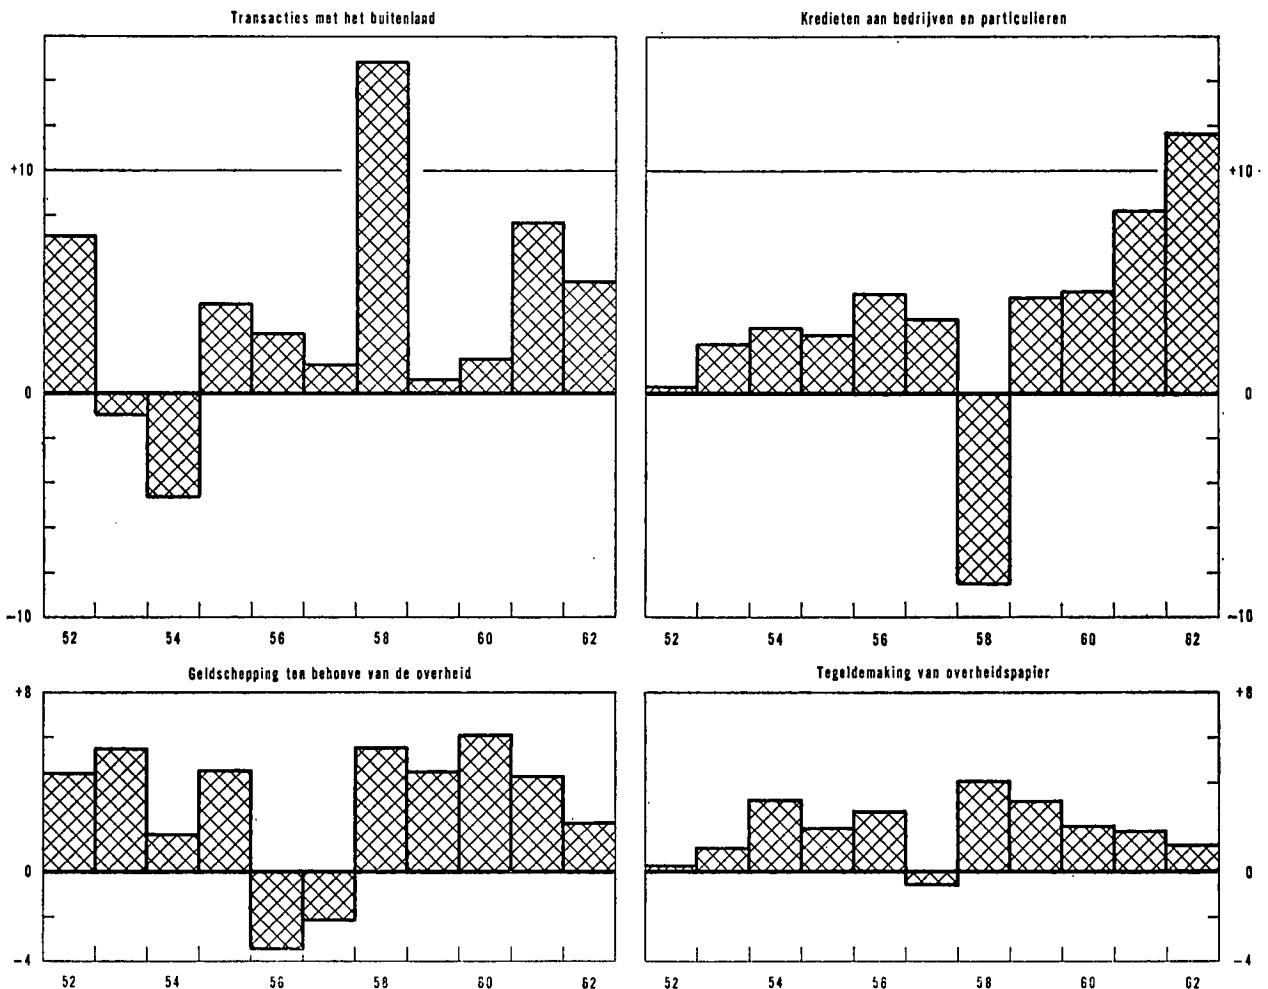 Transacties met het buitenland
Kredieten aan bedrijven en particulieren
+10
+10
0
0
-10
-10
52 54 56 58 60 62
52 54 56 58 60 62
Geldschepping ten behoeve van de overheid
Tegeldemaking van overheidspapier
+8
+8
0
0
-4
-4
52 54 56 58 60 62
52 54 56 58 60 62